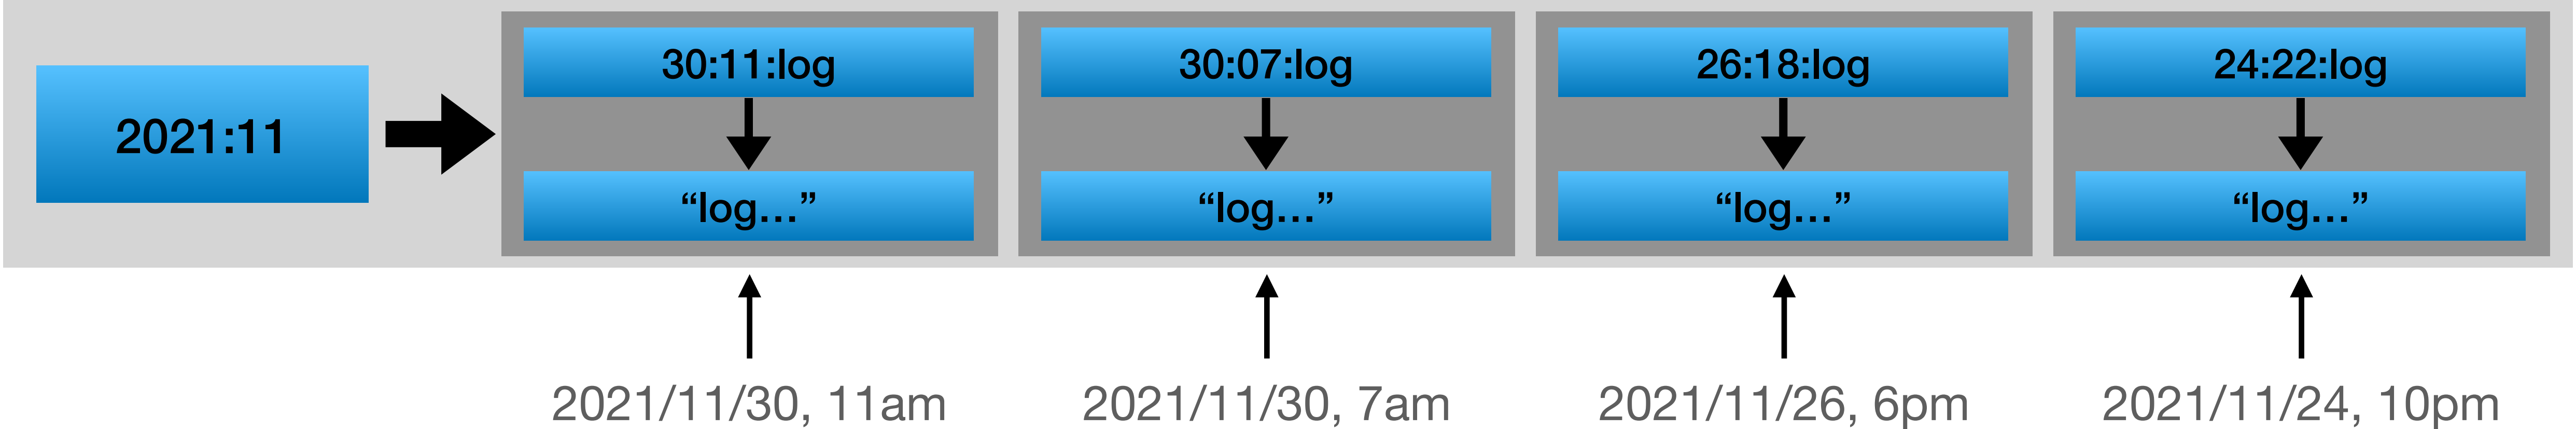 2021:11
30:11:log
30:07:log
26:18:log
24:22:log
“log...”
“log...”
“log...”
“log...”
2021/11/30, 11am
2021/11/30, 7am
2021/11/26, 6pm
2021/11/24, 10pm